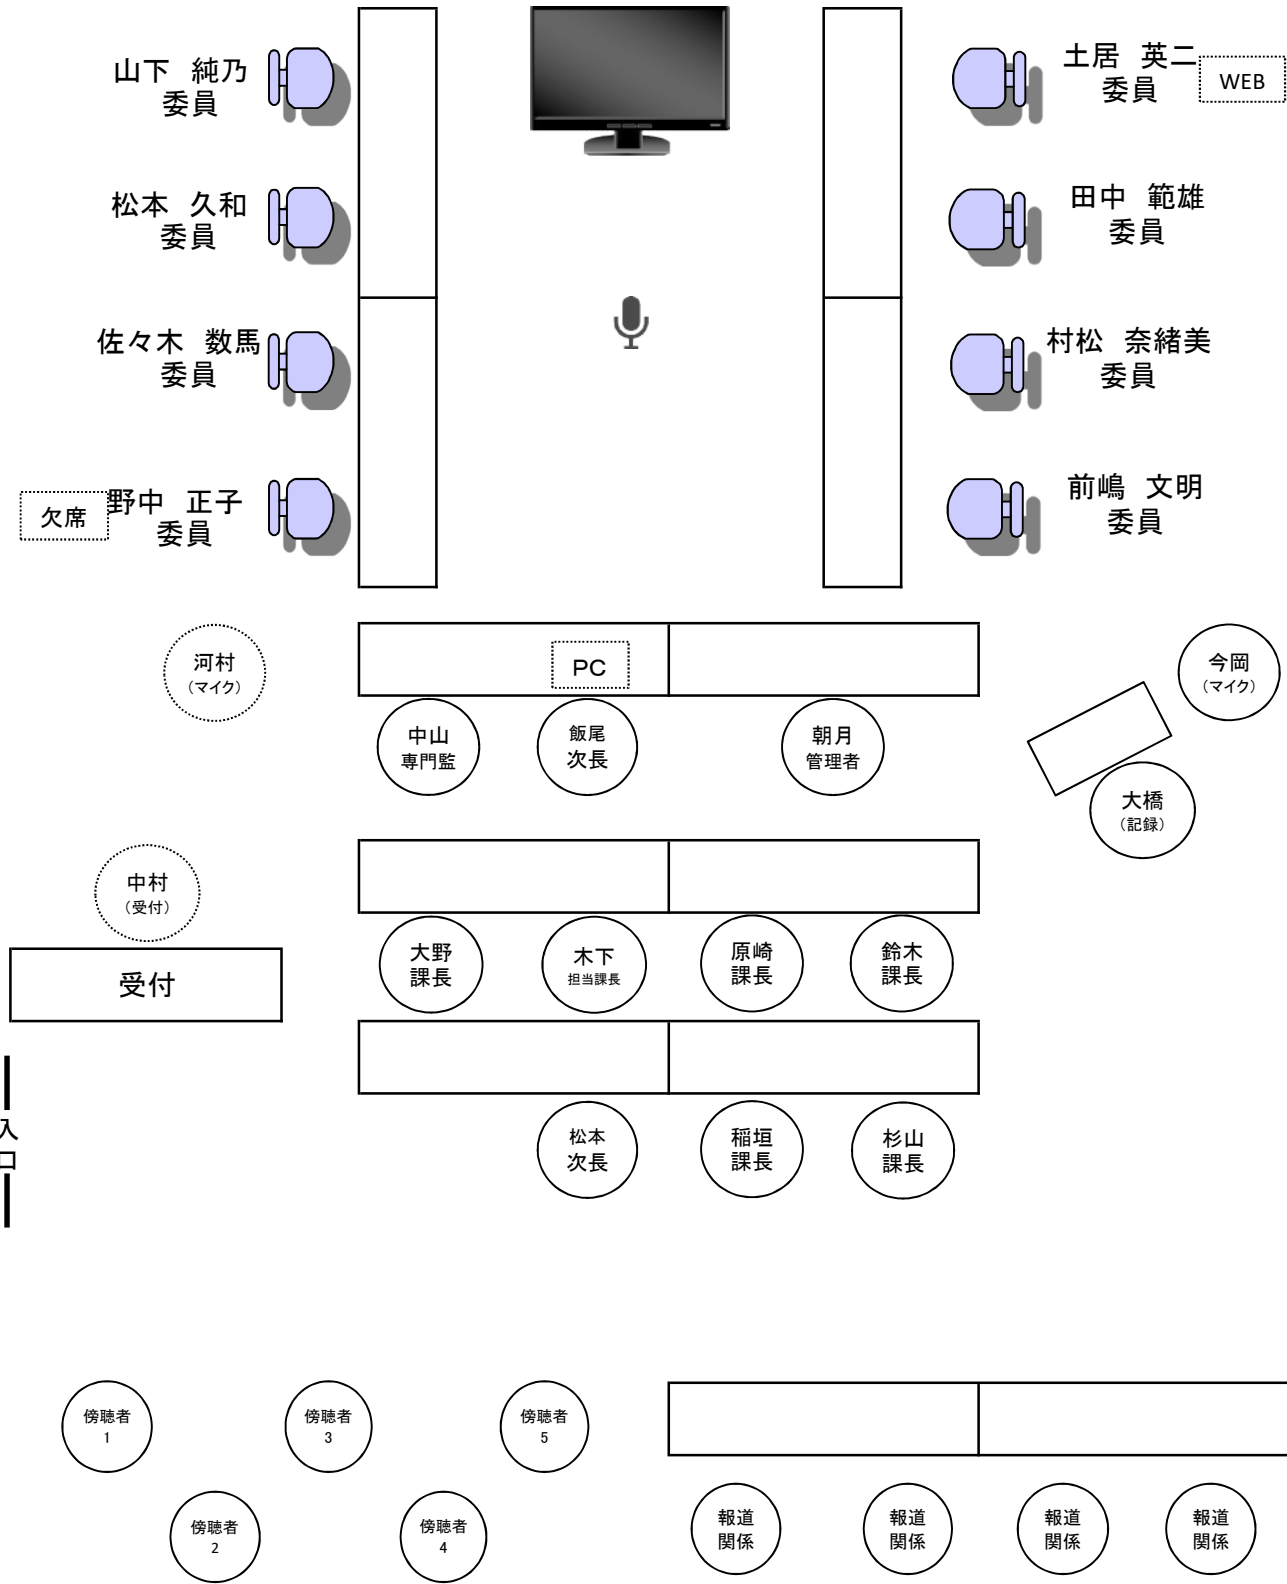 山下　純乃
委員
土居　英二
委員
WEB
松本　久和
委員
田中　範雄
委員
佐々木　数馬
委員
村松　奈緒美
委員
欠席
野中　正子
委員
前嶋　文明
委員
河村
（マイク）
PC
今岡
（マイク）
中山
専門監
飯尾
次長
朝月
管理者
大橋
（記録）
中村
（受付）
受付
大野
課長
木下
担当課長
原崎
課長
鈴木
課長
入
口
松本
次長
稲垣
課長
杉山
課長
傍聴者
1
傍聴者
3
傍聴者
5
傍聴者
2
傍聴者
4
報道
関係
報道
関係
報道
関係
報道
関係